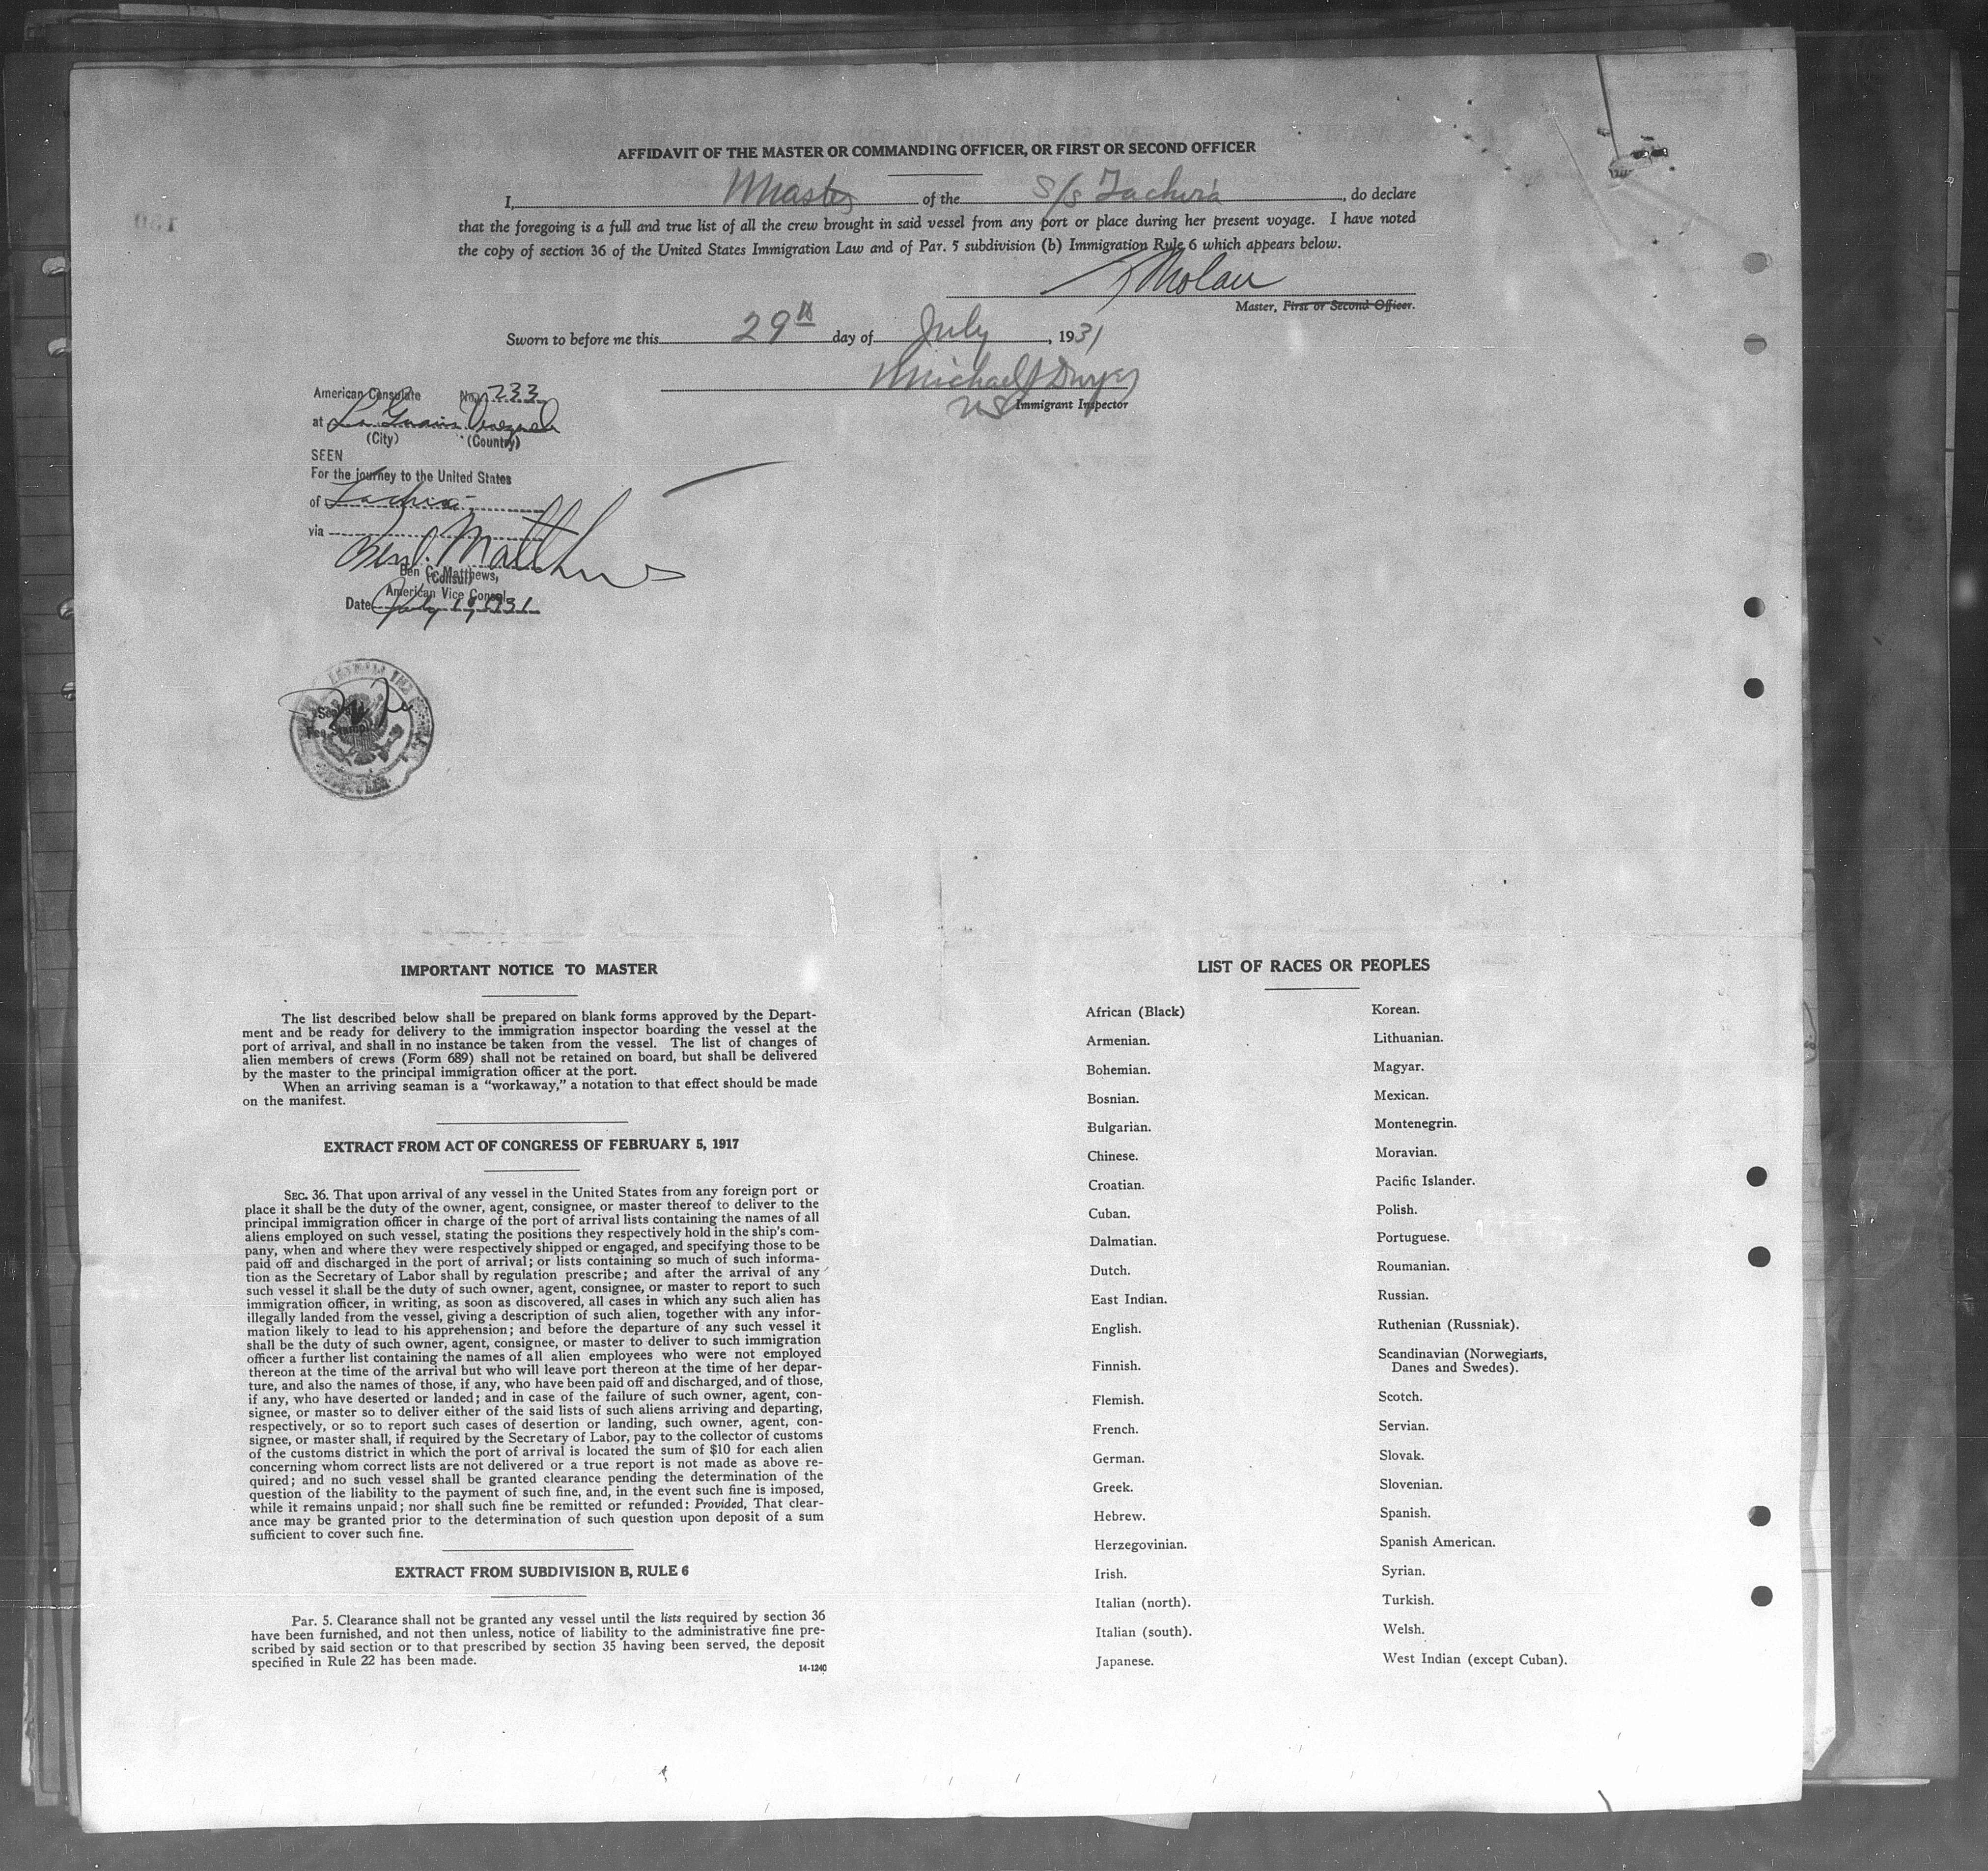 AFFIDAVIT OF THE MASTER OR COMMANDING OFFICER, OR FIRST OR SECOND OFFICER
I, Master of the S/S Tachira, do declare
that the foregoing is a full and true list of all the crew brought in said vessel from any port or place during her present voyage. I have noted
the copy of section 36 of the United States Immigration Law and of Par. 5 subdivision (b) Immigration Rule 6 which appears below.
Master, First or Second Officer.
Sworn to before me this 29th day of July, 1931
Michael J Dwyer
US Immigrant Inspector
American Consulate No. 733
at La Guaira Venezuela
(City) (Country)
SEEN
For the journey to the United States
of Tachira
via
Ben C. Matthews
Ben C. Matthews,
(Consul)
American Vice Consul
Date July 18, 1931
Seal
Fee Stamp
IMPORTANT NOTICE TO MASTER
The list described below shall be prepared on blank forms approved by the Depart-
ment and be ready for delivery to the immigration inspector boarding the vessel at the
port of arrival, and shall in no instance be taken from the vessel. The list of changes of
alien members of crews (Form 689) shall not be retained on board, but shall be delivered
by the master to the principal immigration officer at the port.
When an arriving seaman is a "workaway," a notation to that effect should be made
on the manifest.
EXTRACT FROM ACT OF CONGRESS OF FEBRUARY 5, 1917
SEC. 36. That upon arrival of any vessel in the United States from any foreign port or
place it shall be the duty of the owner, agent, consignee, or master thereof to deliver to the
principal immigration officer in charge of the port of arrival lists containing the names of all
aliens employed on such vessel, stating the positions they respectively hold in the ship's com-
pany, when and where they were respectively shipped or engaged, and specifying those to be
paid off and discharged in the port of arrival; or lists containing so much of such informa-
tion as the Secretary of Labor shall by regulation prescribe; and after the arrival of any
such vessel it shall be the duty of such owner, agent, consignee, or master to report to such
immigration officer, in writing, as soon as discovered, all cases in which any such alien has
illegally landed from the vessel, giving a description of such alien, together with any infor-
mation likely to lead to his apprehension; and before the departure of any such vessel it
shall be the duty of such owner, agent, consignee, or master to deliver to such immigration
officer a further list containing the names of all alien employees who were not employed
thereon at the time of the arrival but who will leave port thereon at the time of her depar-
ture, and also the names of those, if any, who have been paid off and discharged, and of those,
if any, who have deserted or landed; and in case of the failure of such owner, agent, con-
signee, or master so to deliver either of the said lists of such aliens arriving and departing,
respectively, or so to report such cases of desertion or landing, such owner, agent, con-
signee, or master shall, if required by the Secretary of Labor, pay to the collector of customs
of the customs district in which the port of arrival is located the sum of $10 for each alien
concerning whom correct lists are not delivered or a true report is not made as above re-
quired; and no such vessel shall be granted clearance pending the determination of the
question of the liability to the payment of such fine, and, in the event such fine is imposed,
while it remains unpaid; nor shall such fine be remitted or refunded: Provided, That clear-
ance may be granted prior to the determination of such question upon deposit of a sum
sufficient to cover such fine.
EXTRACT FROM SUBDIVISION B, RULE 6
Par. 5. Clearance shall not be granted any vessel until the lists required by section 36
have been furnished, and not then unless, notice of liability to the administrative fine pre-
scribed by said section or to that prescribed by section 35 having been served, the deposit
specified in Rule 22 has been made.
14-1240
LIST OF RACES OR PEOPLES
African (Black)
Armenian.
Bohemian.
Bosnian.
Bulgarian.
Chinese.
Croatian.
Cuban.
Dalmatian.
Dutch.
East Indian.
English.
Finnish.
Flemish.
French.
German.
Greek.
Hebrew.
Herzegovinian.
Irish.
Italian (north).
Italian (south).
Japanese.
Korean.
Lithuanian.
Magyar.
Mexican.
Montenegrin.
Moravian.
Pacific Islander.
Polish.
Portuguese.
Roumanian.
Russian.
Ruthenian (Russniak).
Scandinavian (Norwegians,
Danes and Swedes).
Scotch.
Servian.
Slovak.
Slovenian.
Spanish.
Spanish American.
Syrian.
Turkish.
Welsh.
West Indian (except Cuban).